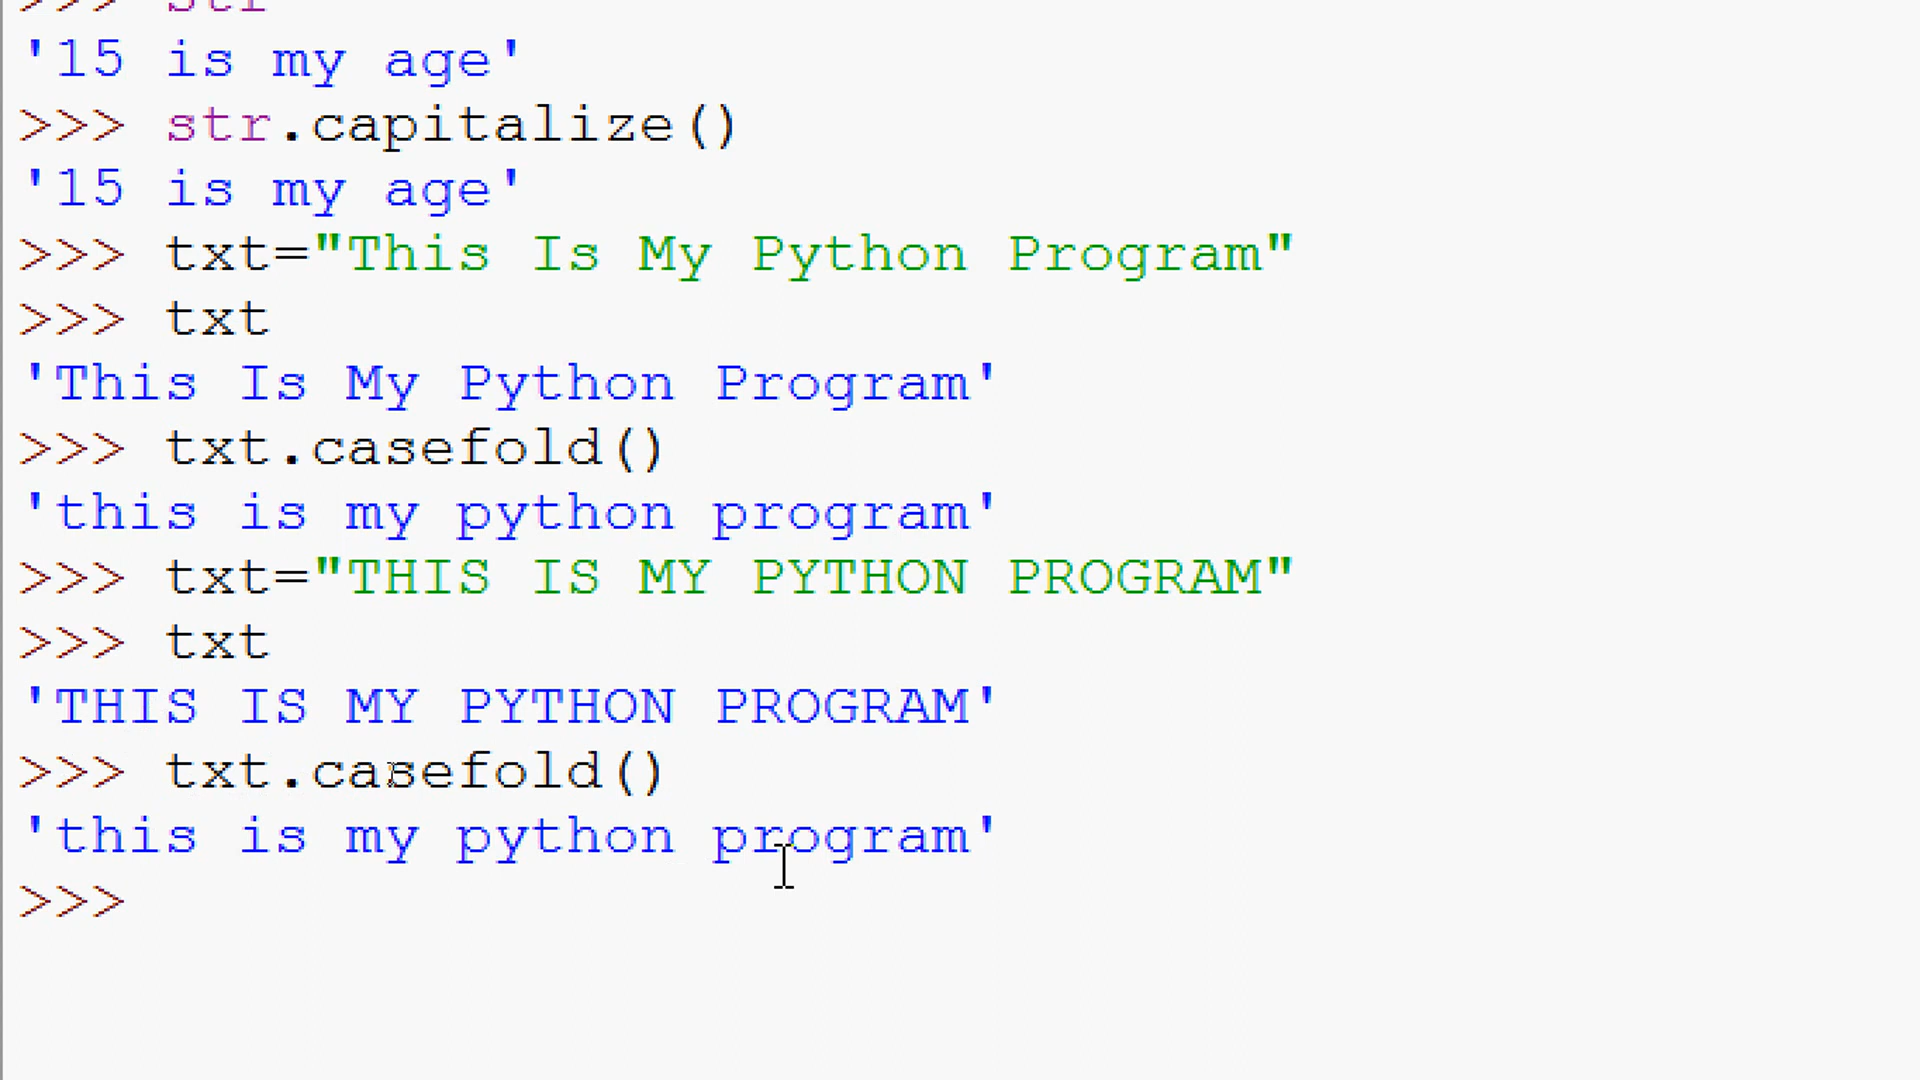 >>> str
'15 is my age'
>>> str.capitalize()
'15 is my age'
>>> txt="This Is My Python Program"
>>> txt
'This Is My Python Program'
>>> txt.casefold()
'this is my python program'
>>> txt="THIS IS MY PYTHON PROGRAM"
>>> txt
'THIS IS MY PYTHON PROGRAM'
>>> txt.casefold()
'this is my python program'
>>>